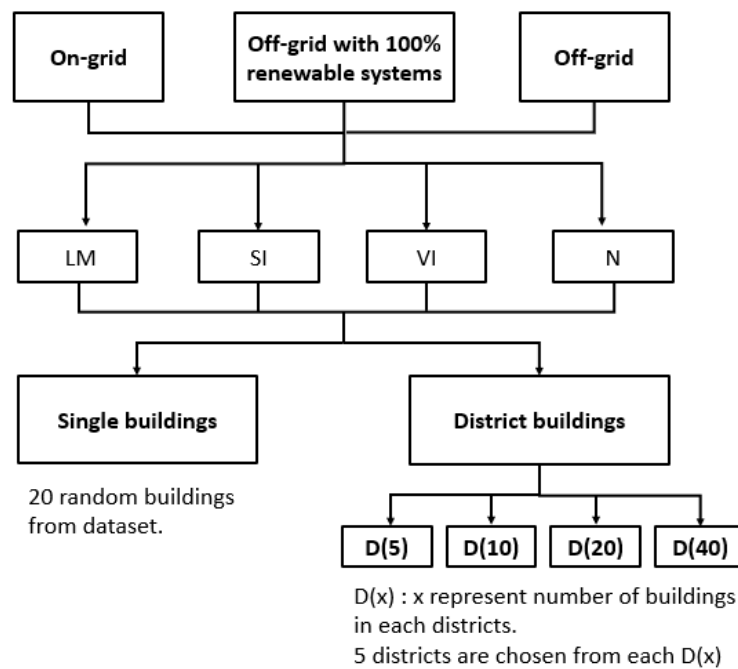 On-grid
Off-grid with 100%
renewable systems
Off-grid
LM
SI
VI
N
Single buildings
District buildings
20 random buildings
from dataset.
D(5)
D(10)
D(20)
D(40)
D(x) : x represent number of buildings
in each districts.
5 districts are chosen from each D(x)